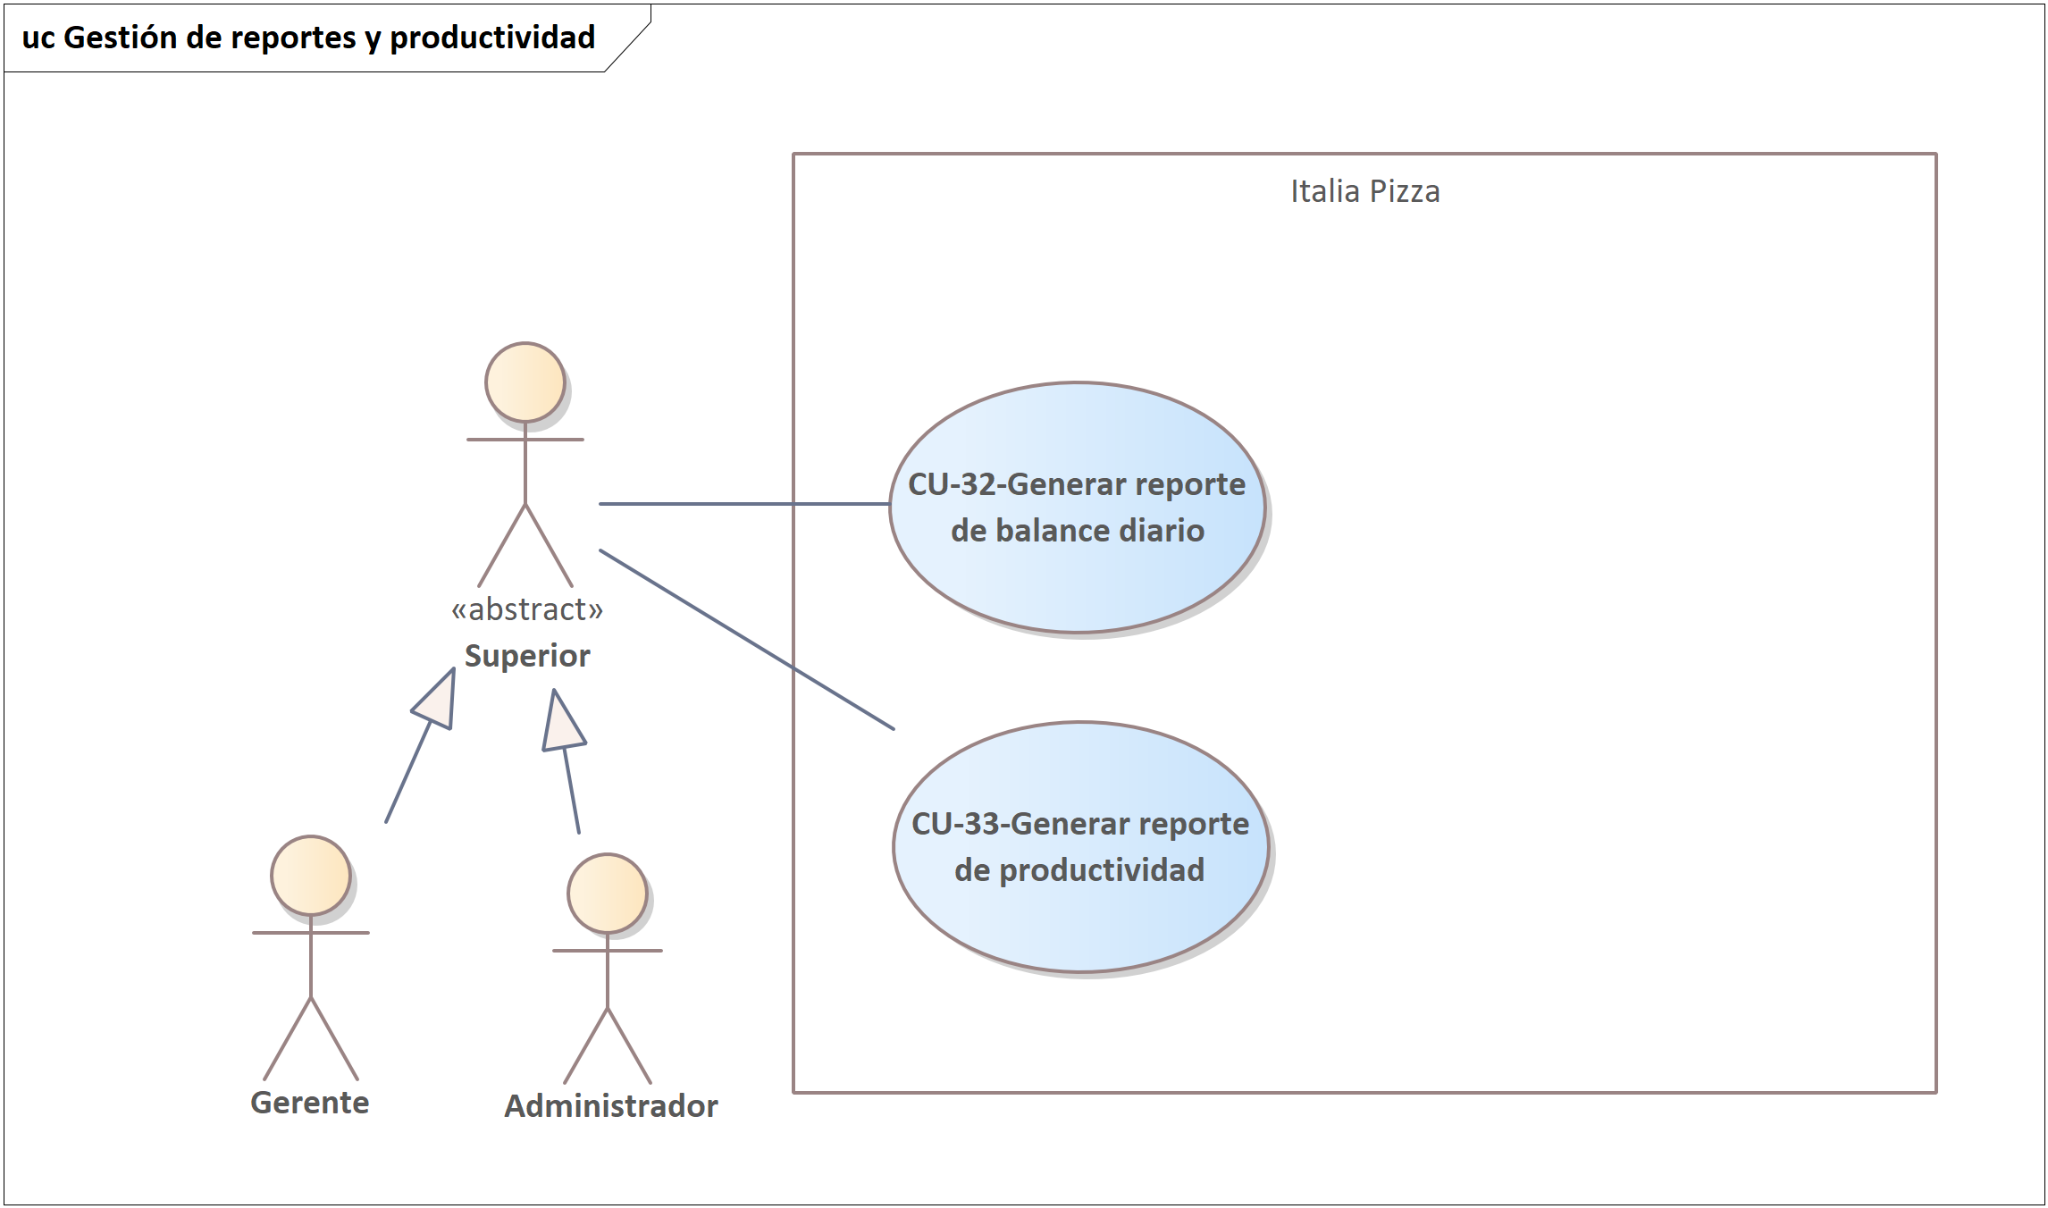 uc Gestión de reportes y productividad
Italia Pizza
CU-32-Generar reporte
de balance diario
«abstract»
Superior
CU-33-Generar reporte
de productividad
Gerente
Administrador